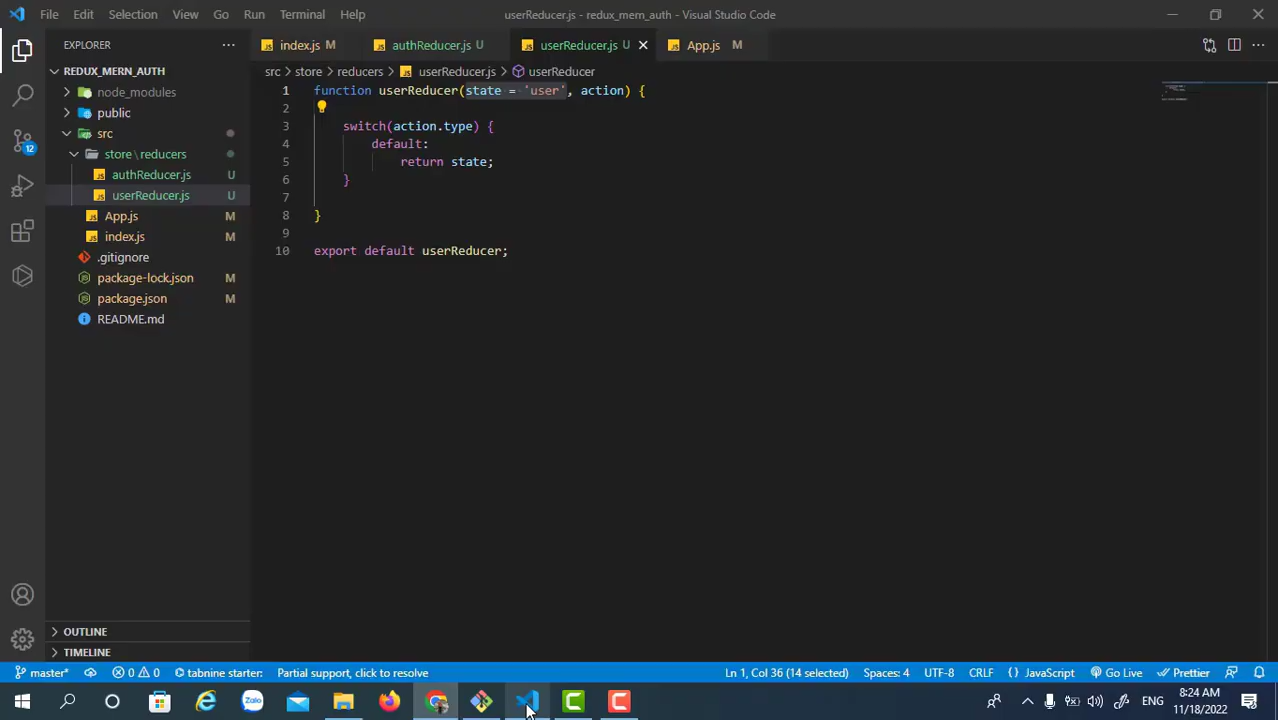 File Edit Selection View Go Run Terminal Help
userReducer.js - redux_mern_auth - Visual Studio Code
EXPLORER
index.js M
authReducer.js U
userReducer.js U
App.js M
src > store > reducers > userReducer.js > userReducer
REDUX_MERN_AUTH
node_modules
public
src
store\reducers
authReducer.js U
userReducer.js U
App.js M
index.js M
.gitignore
package-lock.json M
package.json M
README.md
12
1 function userReducer(state = 'user', action) {
2
3 switch(action.type) {
4 default:
5 return state;
6 }
7
8 }
9
10 export default userReducer;
OUTLINE
TIMELINE
master* 0 0 tabnine starter: Partial support, click to resolve
Ln 1, Col 36 (14 selected) Spaces: 4 UTF-8 CRLF { } JavaScript Go Live Prettier
Zalo
ENG
8:24 AM
11/18/2022